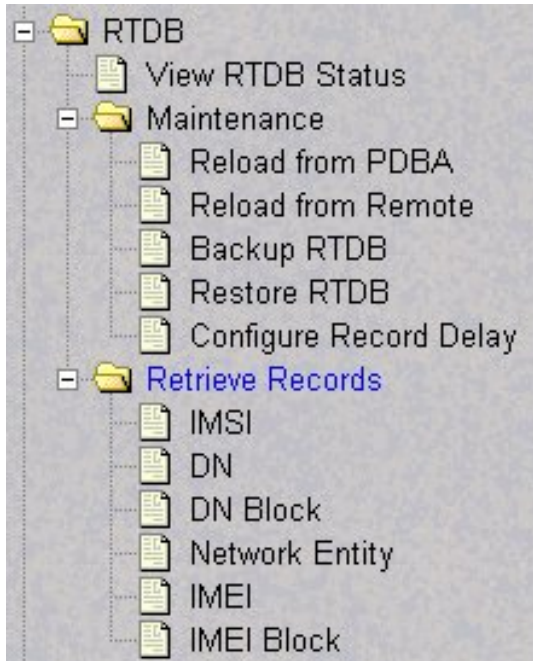 RTDB
View RTDB Status
Maintenance
Reload from PDBA
Reload from Remote
Backup RTDB
Restore RTDB
Configure Record Delay
Retrieve Records
IMSI
DN
DN Block
Network Entity
IMEI
IMEI Block